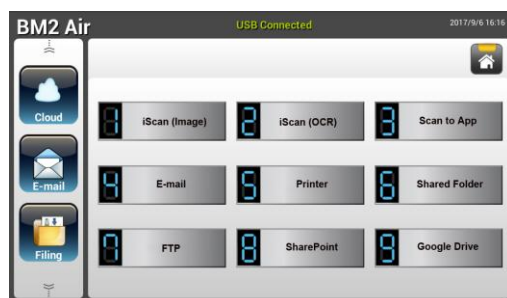 BM2 Air
USB Connected
2017/9/6 16:16
Cloud
E-mail
Filing
1 iScan (Image)
2 iScan (OCR)
3 Scan to App
4 E-mail
5 Printer
6 Shared Folder
7 FTP
8 SharePoint
9 Google Drive